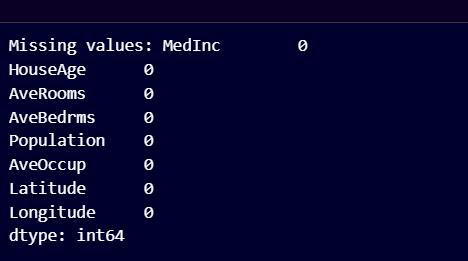 Missing values: MedInc        0
HouseAge      0
AveRooms      0
AveBedrms     0
Population    0
AveOccup      0
Latitude      0
Longitude     0
dtype: int64